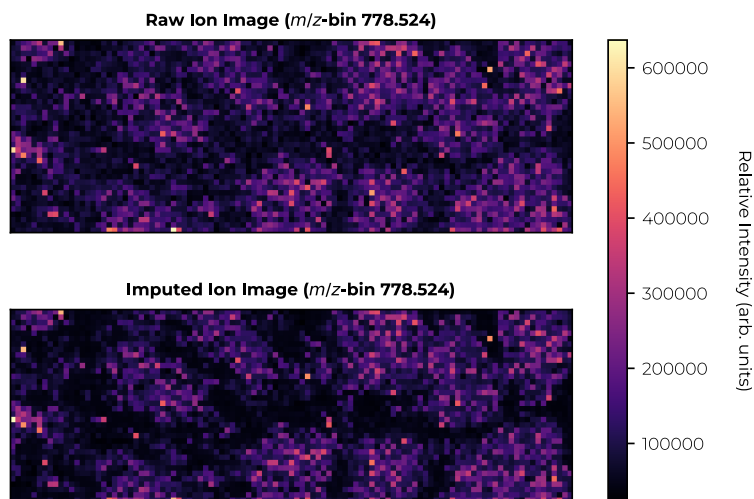 Raw Ion Image (m/z-bin 778.524)
600000
500000
400000
300000
200000
100000
Relative Intensity (arb. units)
Imputed Ion Image (m/z-bin 778.524)